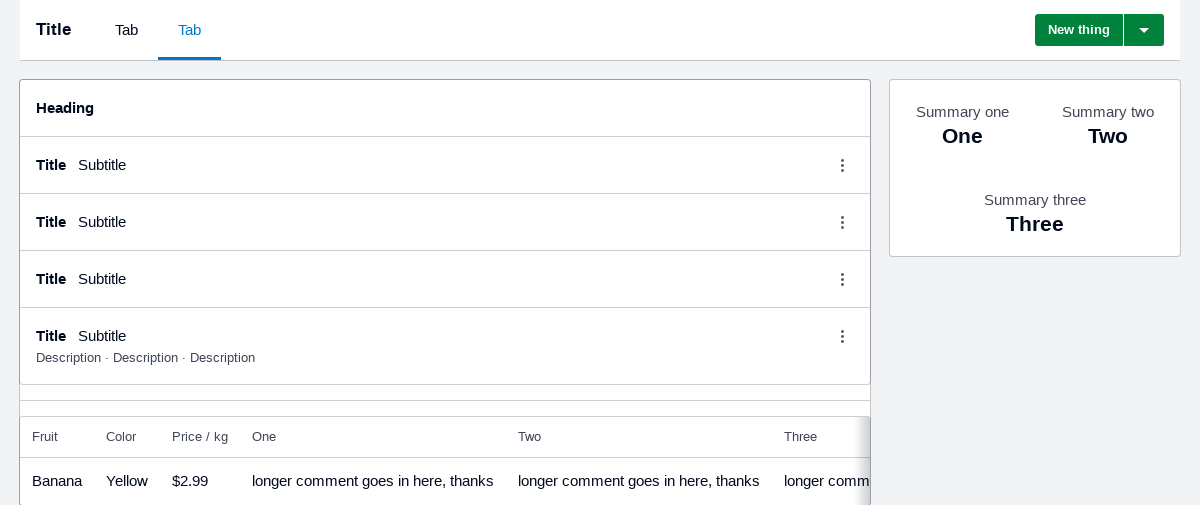 Title Tab Tab New thing
Heading
Title Subtitle
Title Subtitle
Title Subtitle
Title Subtitle
Description · Description · Description
Fruit Color Price / kg One Two Three
Banana Yellow $2.99 longer comment goes in here, thanks longer comment goes in here, thanks longer comm
Summary one Summary two
One Two
Summary three
Three